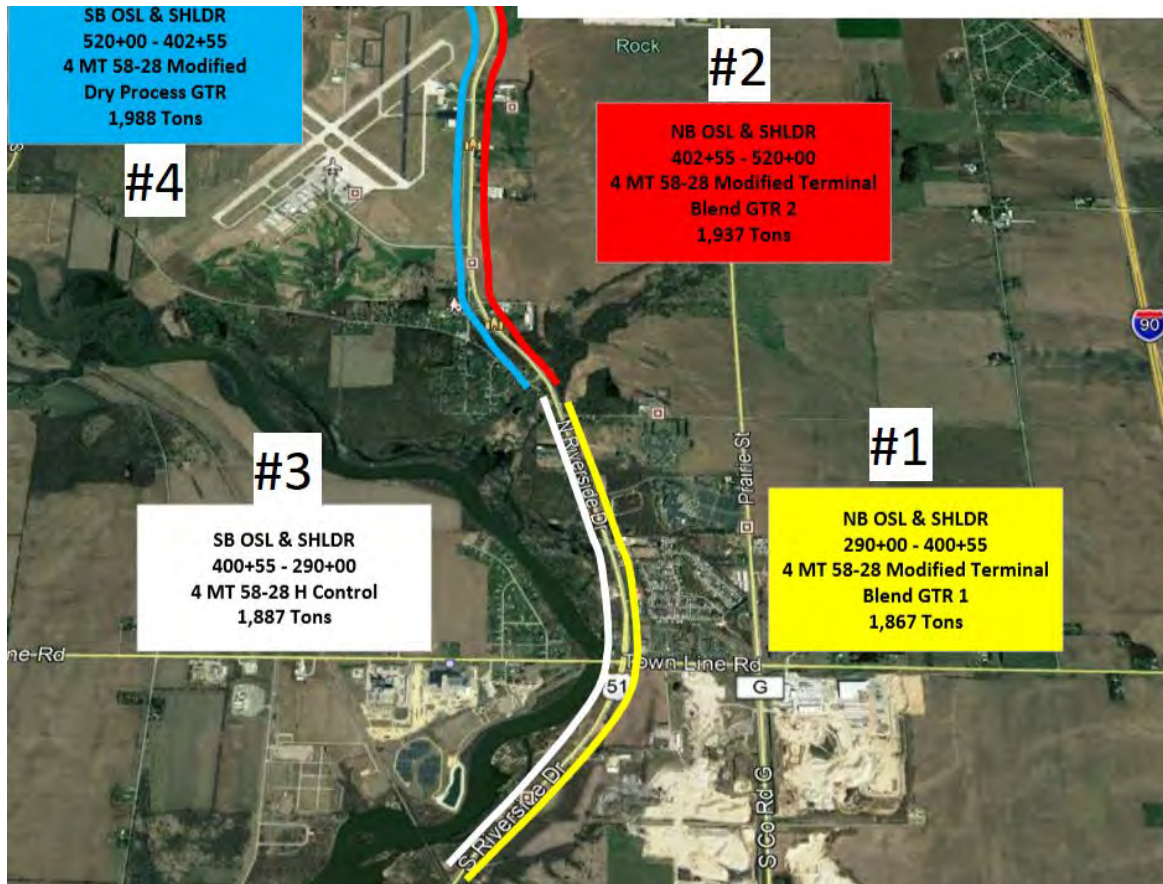 SB OSL & SHLDR
520+00 - 402+55
4 MT 58-28 Modified
Dry Process GTR
1,988 Tons
#4
Rock
#2
NB OSL & SHLDR
402+55 - 520+00
4 MT 58-28 Modified Terminal
Blend GTR 2
1,937 Tons
90
N Riverside Dr
Prairie St
#3
SB OSL & SHLDR
400+55 - 290+00
4 MT 58-28 H Control
1,887 Tons
#1
NB OSL & SHLDR
290+00 - 400+55
4 MT 58-28 Modified Terminal
Blend GTR 1
1,867 Tons
ne Rd
Town Line Rd
51
G
S Riverside Dr
S Co Rd G